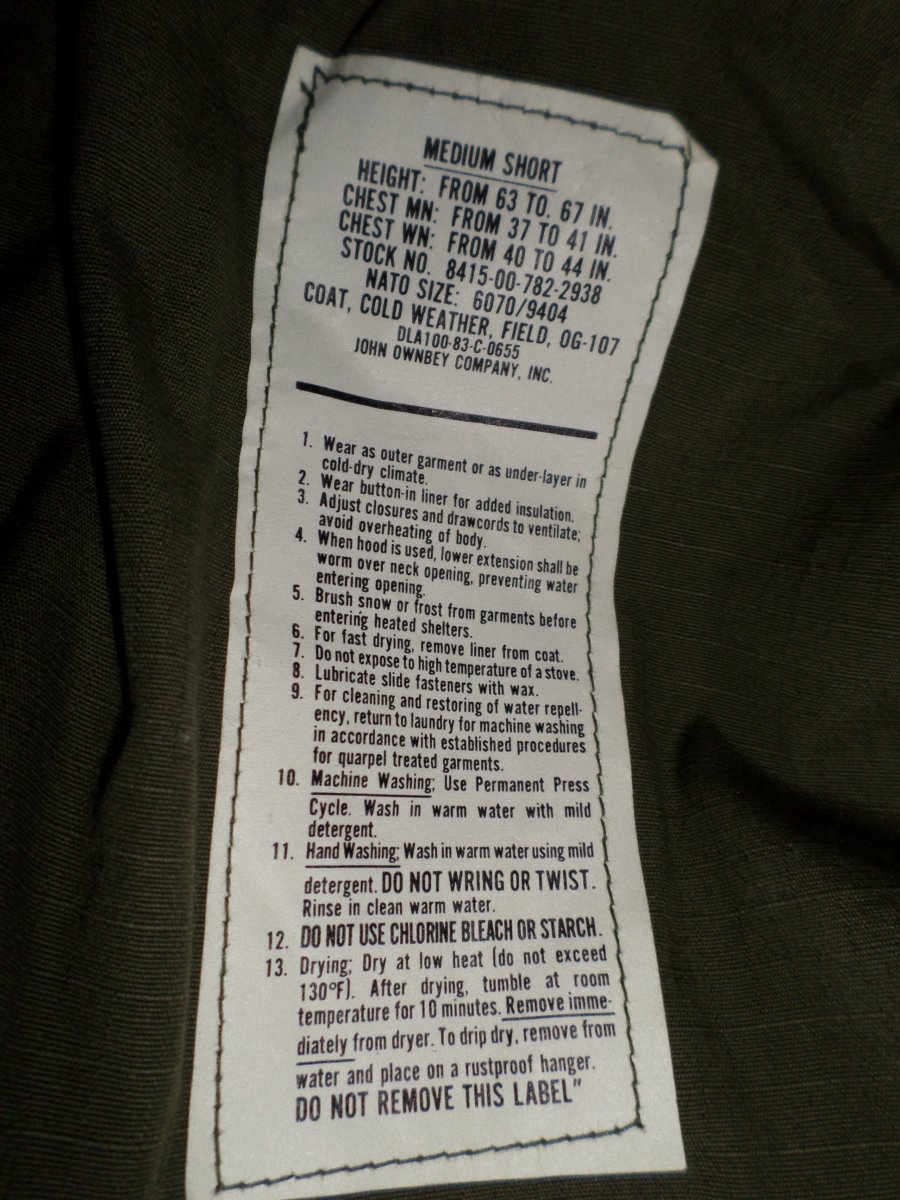 MEDIUM SHORT
HEIGHT: FROM 63 TO. 67 IN.
CHEST MN: FROM 37 TO 41 IN.
CHEST WN: FROM 40 TO 44 IN.
STOCK NO. 8415-00-782-2938
NATO SIZE: 6070/9404
COAT, COLD WEATHER, FIELD, OG-107
DLA100-83-C-0655
JOHN OWNBEY COMPANY, INC.
1. Wear as outer garment or as under-layer in
cold-dry climate.
2. Wear button-in liner for added insulation.
3. Adjust closures and drawcords to ventilate;
avoid overheating of body.
4. When hood is used, lower extension shall be
worm over neck opening, preventing water
entering opening.
5. Brush snow or frost from garments before
entering heated shelters.
6. For fast drying, remove liner from coat.
7. Do not expose to high temperature of a stove.
8. Lubricate slide fasteners with wax.
9. For cleaning and restoring of water repell-
ency, return to laundry for machine washing
in accordance with established procedures
for quarpel treated garments.
10. Machine Washing; Use Permanent Press
Cycle. Wash in warm water with mild
detergent.
11. Hand Washing; Wash in warm water using mild
detergent. DO NOT WRING OR TWIST.
Rinse in clean warm water.
12. DO NOT USE CHLORINE BLEACH OR STARCH.
13. Drying; Dry at low heat (do not exceed
130°F). After drying, tumble at room
temperature for 10 minutes. Remove imme-
diately from dryer. To drip dry, remove from
water and place on a rustproof hanger.
DO NOT REMOVE THIS LABEL"